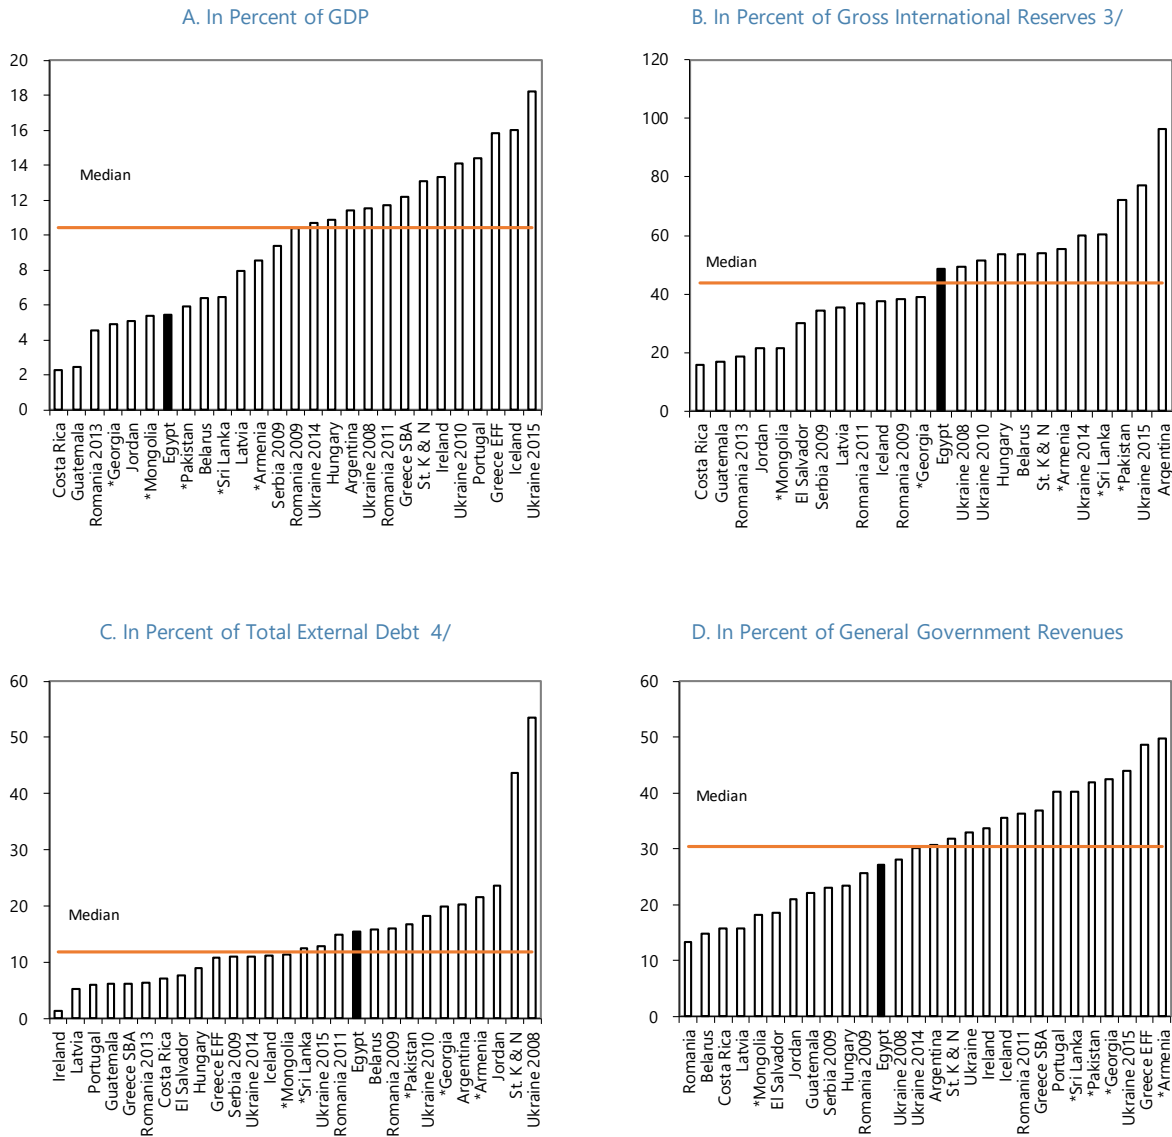 A. In Percent of GDP
20
18
16
14
12
10
8
6
4
2
0
Median
Costa Rica
Guatemala
Romania 2013
*Georgia
Jordan
*Mongolia
Egypt
*Pakistan
Belarus
*Sri Lanka
Latvia
*Armenia
Serbia 2009
Romania 2009
Ukraine 2014
Hungary
Argentina
Ukraine 2008
Romania 2011
Greece SBA
St. K & N
Ireland
Ukraine 2010
Portugal
Greece EFF
Iceland
Ukraine 2015
B. In Percent of Gross International Reserves 3/
120
100
80
60
40
20
0
Median
Costa Rica
Guatemala
Romania 2013
Jordan
*Mongolia
El Salvador
Serbia 2009
Latvia
Romania 2011
Iceland
Romania 2009
*Georgia
Egypt
Ukraine 2008
Ukraine 2010
Hungary
Belarus
St. K & N
*Armenia
Ukraine 2014
*Sri Lanka
*Pakistan
Ukraine 2015
Argentina
C. In Percent of Total External Debt 4/
60
50
40
30
20
10
0
Median
Ireland
Latvia
Portugal
Guatemala
Greece SBA
Romania 2013
Costa Rica
El Salvador
Hungary
Greece EFF
Serbia 2009
Ukraine 2014
Iceland
*Mongolia
*Sri Lanka
Ukraine 2015
Romania 2011
Egypt
Belarus
Romania 2009
*Pakistan
Ukraine 2010
*Georgia
Argentina
*Armenia
Jordan
St. K & N
Ukraine 2008
D. In Percent of General Government Revenues
60
50
40
30
20
10
0
Median
Romania
Belarus
Costa Rica
Latvia
*Mongolia
El Salvador
Jordan
Guatemala
Serbia 2009
Hungary
Romania 2009
Egypt
Ukraine 2008
Ukraine 2014
Argentina
St. K & N
Ukraine
Ireland
Iceland
Romania 2011
Greece SBA
Portugal
*Sri Lanka
*Pakistan
*Georgia
Ukraine 2015
Greece EFF
*Armenia